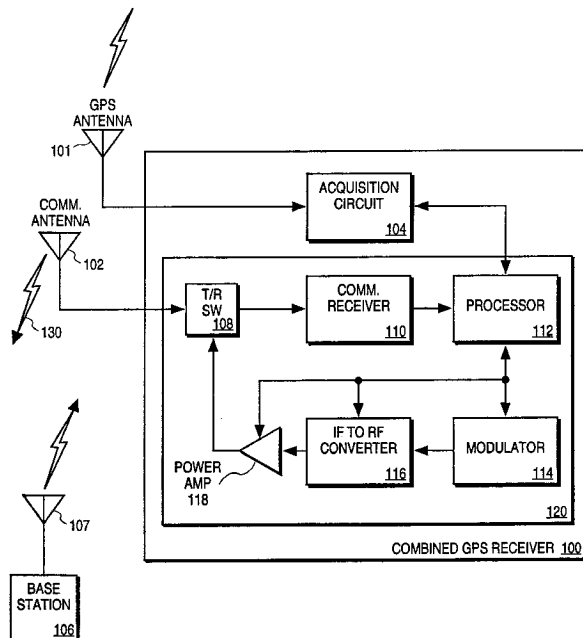 GPS
ANTENNA
101
COMM.
ANTENNA
102
130
ACQUISITION
CIRCUIT
104
T/R
SW
108
COMM.
RECEIVER
110
PROCESSOR
112
POWER
AMP
118
IF TO RF
CONVERTER
116
MODULATOR
114
120
COMBINED GPS RECEIVER 100
107
BASE
STATION
106